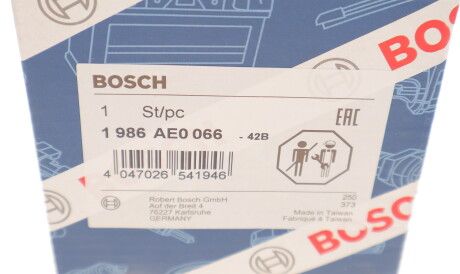 BOSCH
BOSCH
1 St/pc
1 986 AE0 066 - 42B
EAC
4 047026 541946
Robert Bosch GmbH
Auf der Breit 4
76227 Karlsruhe
GERMANY
250
373
Made in Taiwan
Fabriqué à Taiwan
BOSCH